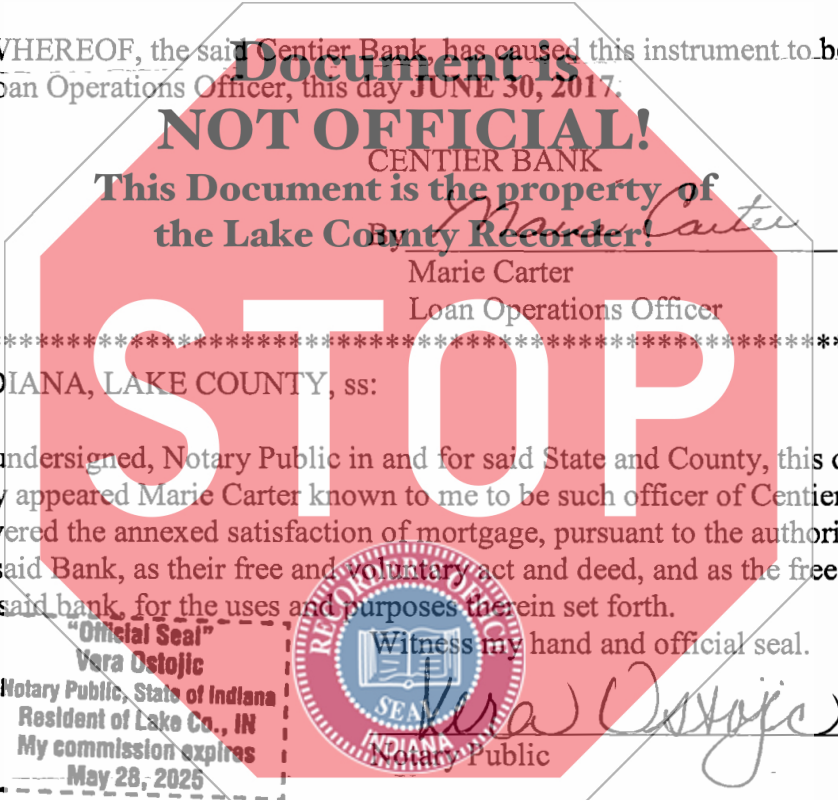 WHEREOF, the said Centier Bank, has caused this instrument to b
oan Operations Officer, this day JUNE 30, 2017.
Document is
NOT OFFICIAL!
This Document is the property of
the Lake County Recorder!
CENTIER BANK
By Marie Carter
Marie Carter
Loan Operations Officer
STOP
DIANA, LAKE COUNTY, ss:
undersigned, Notary Public in and for said State and County, this
y appeared Marie Carter known to me to be such officer of Centier
vered the annexed satisfaction of mortgage, pursuant to the authori
said Bank, as their free and voluntary act and deed, and as the free
said bank, for the uses and purposes therein set forth.
Witness my hand and official seal.
"Official Seal"
Vera Ostojic
Notary Public, State of Indiana
Resident of Lake Co., IN
My commission expires
May 28, 2025
SEAL
INDIANA
Vera Ostojic
Notary Public